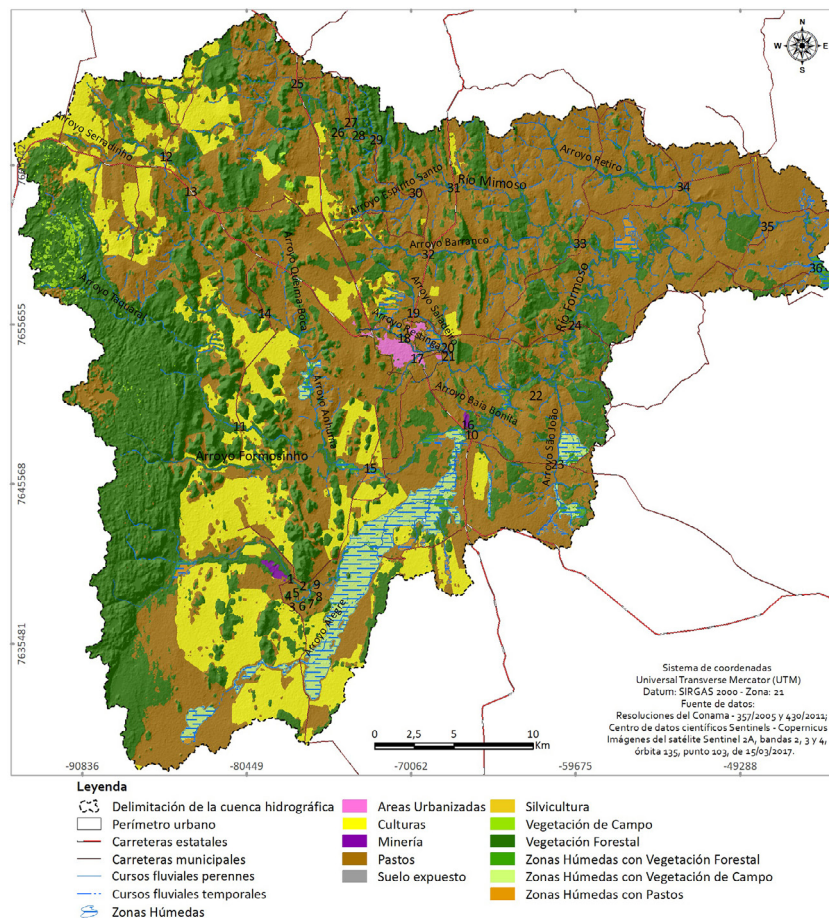 N
W
E
S
25
27
26
28
29
Arroyo Serradinho
12
13
Arroyo Espírito Santo
30
31
Río Mimoso
Arroyo Retiro
34
35
36
Arroyo Barranco
32
33
Arroyo Taquaral
Arroyo Queima-Boca
14
Arroyo Saladeiro
19
Arroyo Restinga
18
17
20
21
Río Formoso
24
22
Arroyo Baía Bonita
Arroyo Anhumá
11
16
10
Arroyo São João
23
Arroyo Formosinho
15
1
2
9
4
5
8
3
6
7
Arroyo Alegre
7655655
7645568
7635481
-90836
-80449
-70062
-59675
-49288
0
2,5
5
10
Km
Sistema de coordenadas
Universal Transverse Mercator (UTM)
Datum: SIRGAS 2000 - Zona: 21
Fuente de datos:
Resoluciones del Conama - 357/2005 y 430/2011;
Centro de datos científicos Sentinels - Copernicus
Imágenes del satélite Sentinel 2A, bandas 2, 3 y 4,
órbita 135, punto 103, de 15/03/2017.
Leyenda
Delimitación de la cuenca hidrográfica
Perímetro urbano
Carreteras estatales
Carreteras municipales
Cursos fluviales perennes
Cursos fluviales temporales
Zonas Húmedas
Areas Urbanizadas
Culturas
Minería
Pastos
Suelo expuesto
Silvicultura
Vegetación de Campo
Vegetación Forestal
Zonas Húmedas con Vegetación Forestal
Zonas Húmedas con Vegetación de Campo
Zonas Húmedas con Pastos